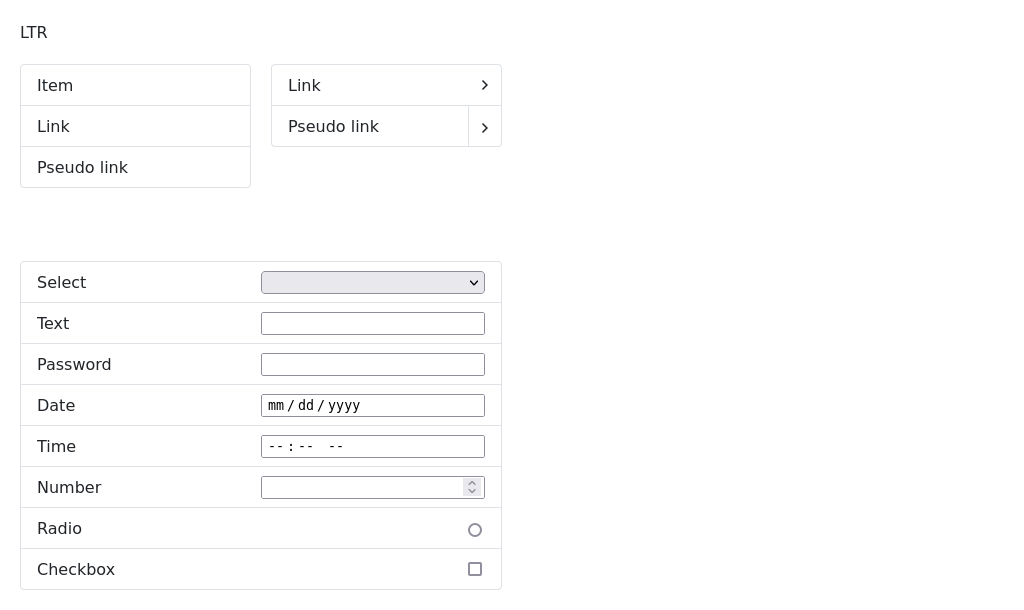 LTR
Item
Link
Pseudo link
Link
Pseudo link
Select
Text
Password
Date mm/dd/yyyy
Time --:-- --
Number
Radio
Checkbox